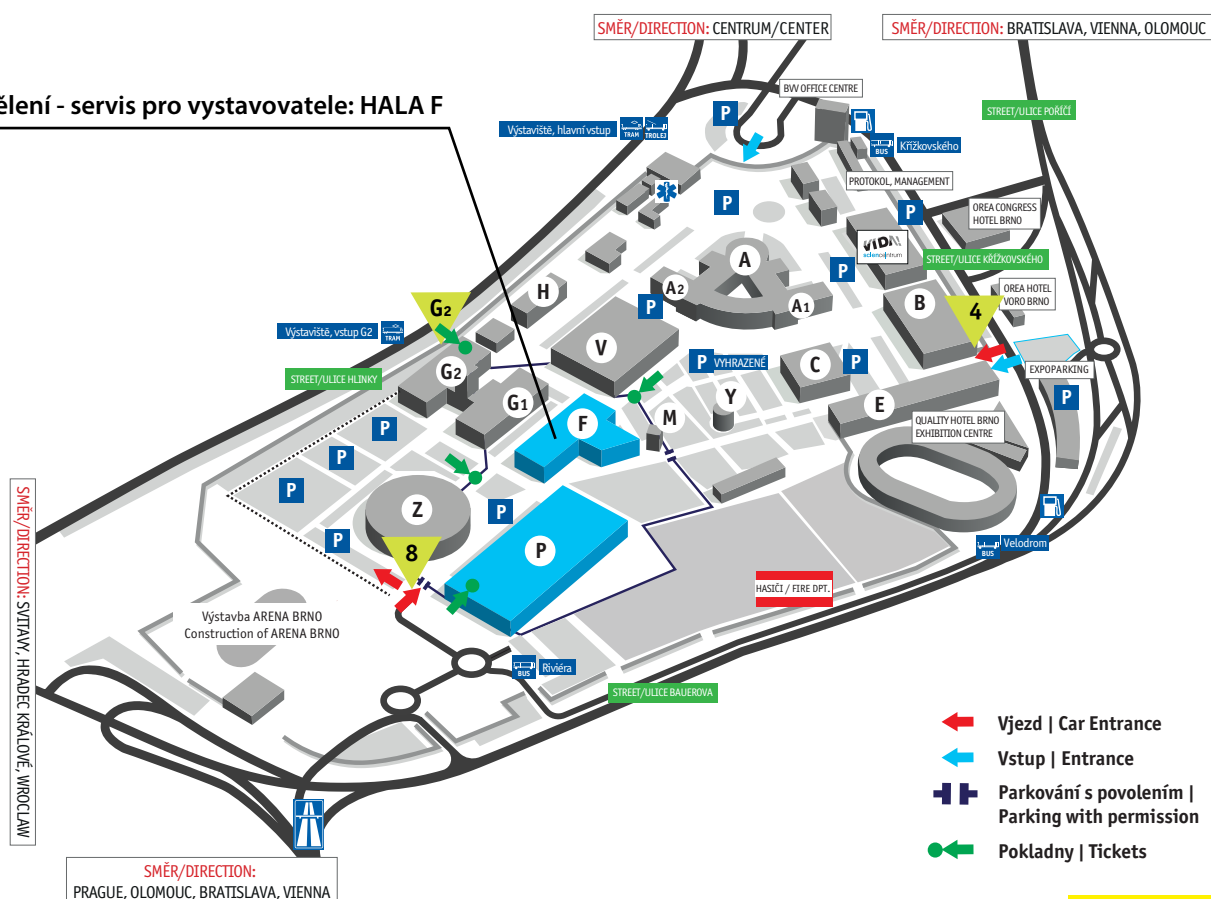 SMĚR/DIRECTION: CENTRUM/CENTER
SMĚR/DIRECTION: BRATISLAVA, VIENNA, OLOMOUC
ělení - servis pro vystavovatele: HALA F
BVV OFFICE CENTRE
P
STREET/ULICE POŘÍČÍ
Výstaviště, hlavní vstup
TRAM
TROLEJ
BUS
Křížkovského
PROTOKOL, MANAGEMENT
P
P
OREA CONGRESS
HOTEL BRNO
VIDA!
sciencentrum
STREET/ULICE KŘÍŽKOVSKÉHO
A
P
A2
A1
H
P
B
OREA HOTEL
VORO BRNO
4
G2
Výstaviště, vstup G2
TRAM
V
P VYHRAZENÉ
C
P
EXPOPARKING
STREET/ULICE HLINKY
G2
G1
Y
E
P
M
F
QUALITY HOTEL BRNO
EXHIBITION CENTRE
P
P
P
Z
P
P
8
P
BUS
Velodrom
HASIČI / FIRE DPT.
SMĚR/DIRECTION: SVITAVY, HRADEC KRÁLOVÉ, WROCLAW
Výstavba ARENA BRNO
Construction of ARENA BRNO
BUS
Riviéra
STREET/ULICE BAUEROVA
Vjezd | Car Entrance
Vstup | Entrance
Parkování s povolením |
Parking with permission
Pokladny | Tickets
SMĚR/DIRECTION:
PRAGUE, OLOMOUC, BRATISLAVA, VIENNA